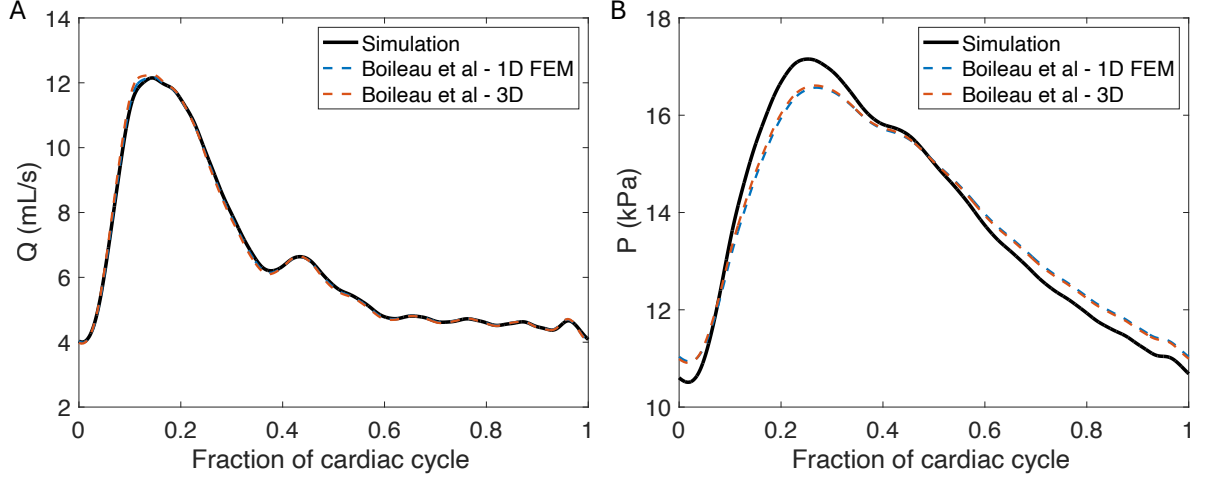 A
14
12
10
8
6
4
2
Q (mL/s)
0
0.2
0.4
0.6
0.8
1
Fraction of cardiac cycle
Simulation
Boileau et al - 1D FEM
Boileau et al - 3D
B
18
16
14
12
10
P (kPa)
0
0.2
0.4
0.6
0.8
1
Fraction of cardiac cycle
Simulation
Boileau et al - 1D FEM
Boileau et al - 3D